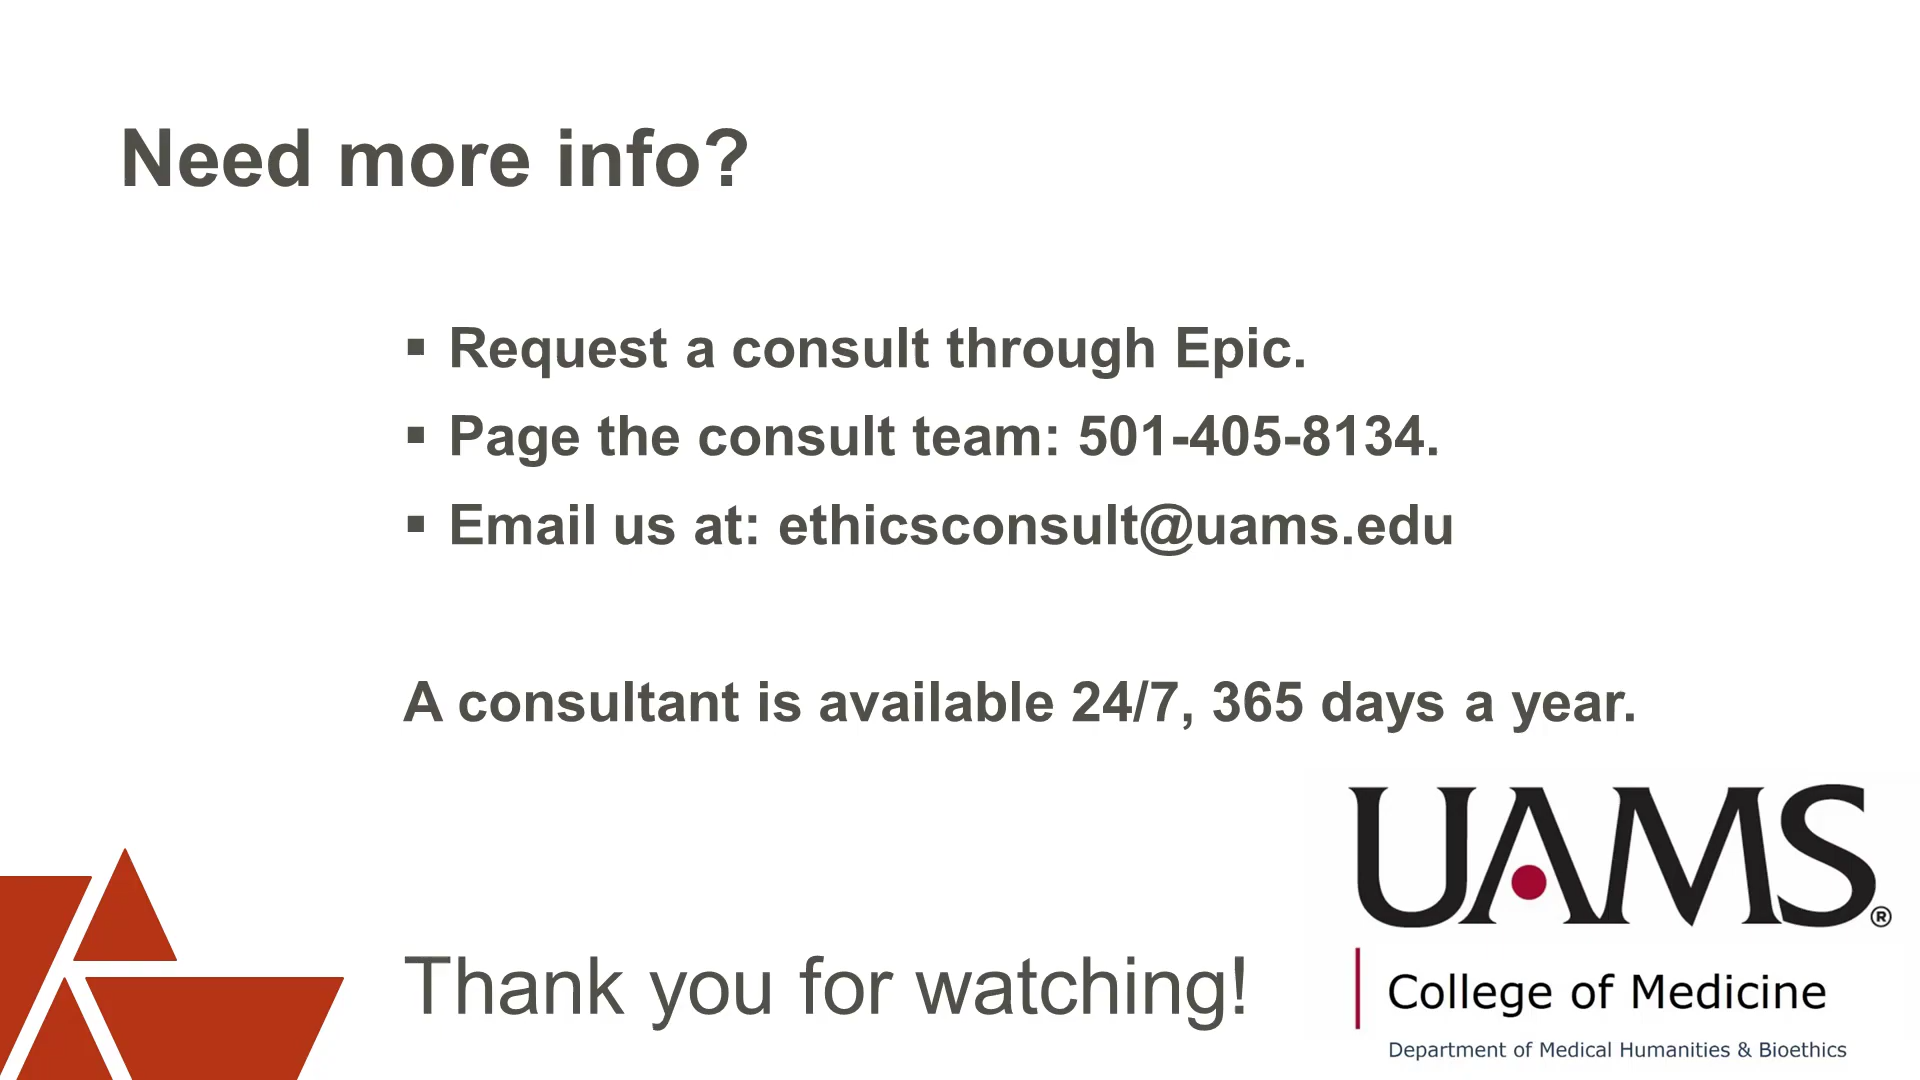 Need more info?
▪ Request a consult through Epic.
▪ Page the consult team: 501-405-8134.
▪ Email us at: ethicsconsult@uams.edu
A consultant is available 24/7, 365 days a year.
Thank you for watching!
UAMS®
College of Medicine
Department of Medical Humanities & Bioethics